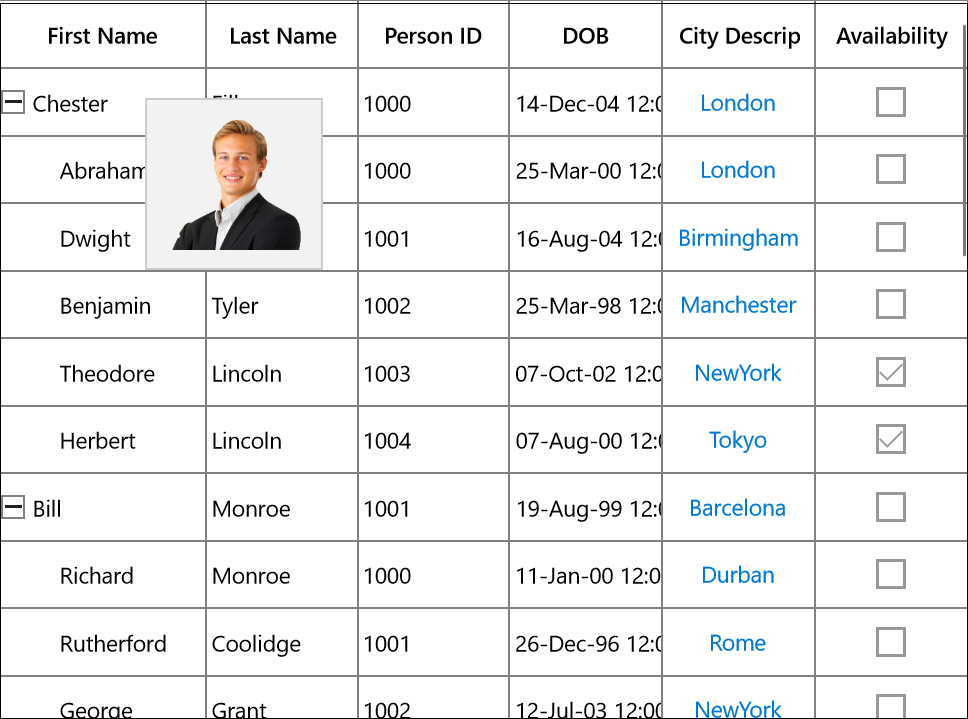 First Name Last Name Person ID DOB City Descrip Availability
Chester 1000 14-Dec-04 12:0 London
Abraham 1000 25-Mar-00 12:0 London
Dwight 1001 16-Aug-04 12:0 Birmingham
Benjamin Tyler 1002 25-Mar-98 12:0 Manchester
Theodore Lincoln 1003 07-Oct-02 12:0 NewYork
Herbert Lincoln 1004 07-Aug-00 12:0 Tokyo
Bill Monroe 1001 19-Aug-99 12:0 Barcelona
Richard Monroe 1000 11-Jan-00 12:0 Durban
Rutherford Coolidge 1001 26-Dec-96 12:0 Rome
George Grant 1002 12-Jul-03 12:00 NewYork